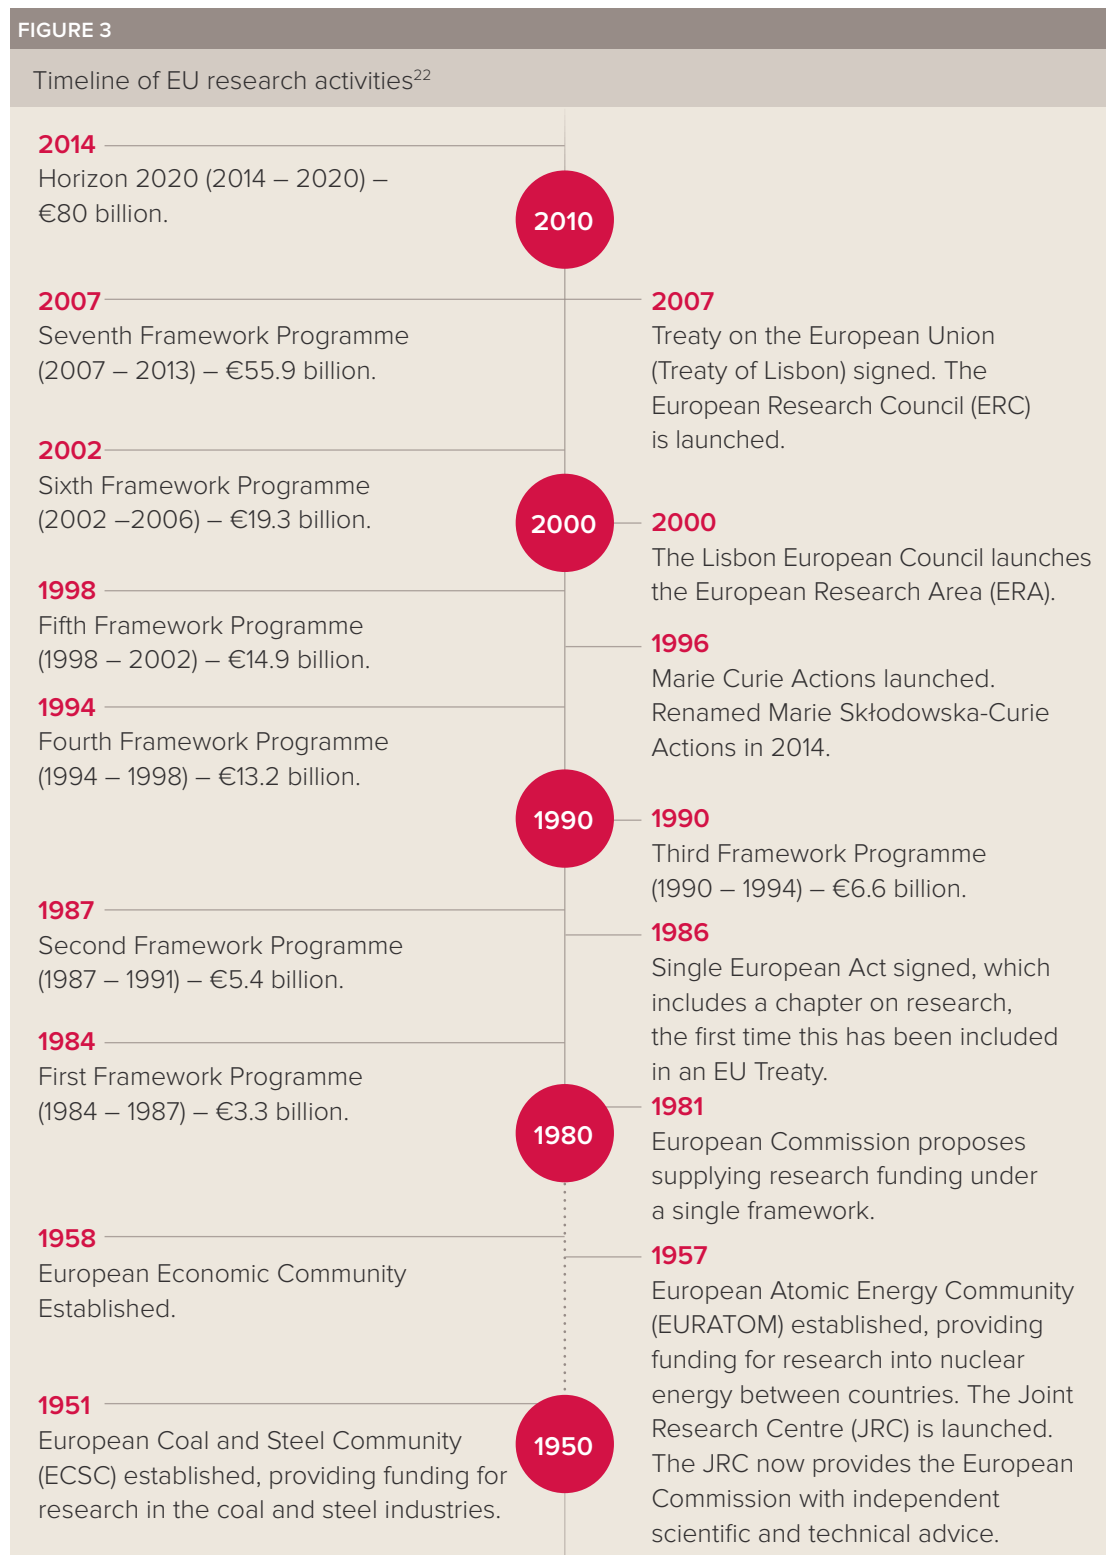 FIGURE 3
Timeline of EU research activities22
2014
Horizon 2020 (2014 – 2020) –
€80 billion.
2010
2007
Seventh Framework Programme
(2007 – 2013) – €55.9 billion.
2007
Treaty on the European Union
(Treaty of Lisbon) signed. The
European Research Council (ERC)
is launched.
2002
Sixth Framework Programme
(2002 –2006) – €19.3 billion.
2000
2000
The Lisbon European Council launches
the European Research Area (ERA).
1998
Fifth Framework Programme
(1998 – 2002) – €14.9 billion.
1996
Marie Curie Actions launched.
Renamed Marie Skłodowska-Curie
Actions in 2014.
1994
Fourth Framework Programme
(1994 – 1998) – €13.2 billion.
1990
1990
Third Framework Programme
(1990 – 1994) – €6.6 billion.
1987
Second Framework Programme
(1987 – 1991) – €5.4 billion.
1986
Single European Act signed, which
includes a chapter on research,
the first time this has been included
in an EU Treaty.
1984
First Framework Programme
(1984 – 1987) – €3.3 billion.
1980
1981
European Commission proposes
supplying research funding under
a single framework.
1958
European Economic Community
Established.
1957
European Atomic Energy Community
(EURATOM) established, providing
funding for research into nuclear
energy between countries. The Joint
Research Centre (JRC) is launched.
The JRC now provides the European
Commission with independent
scientific and technical advice.
1951
European Coal and Steel Community
(ECSC) established, providing funding for
research in the coal and steel industries.
1950